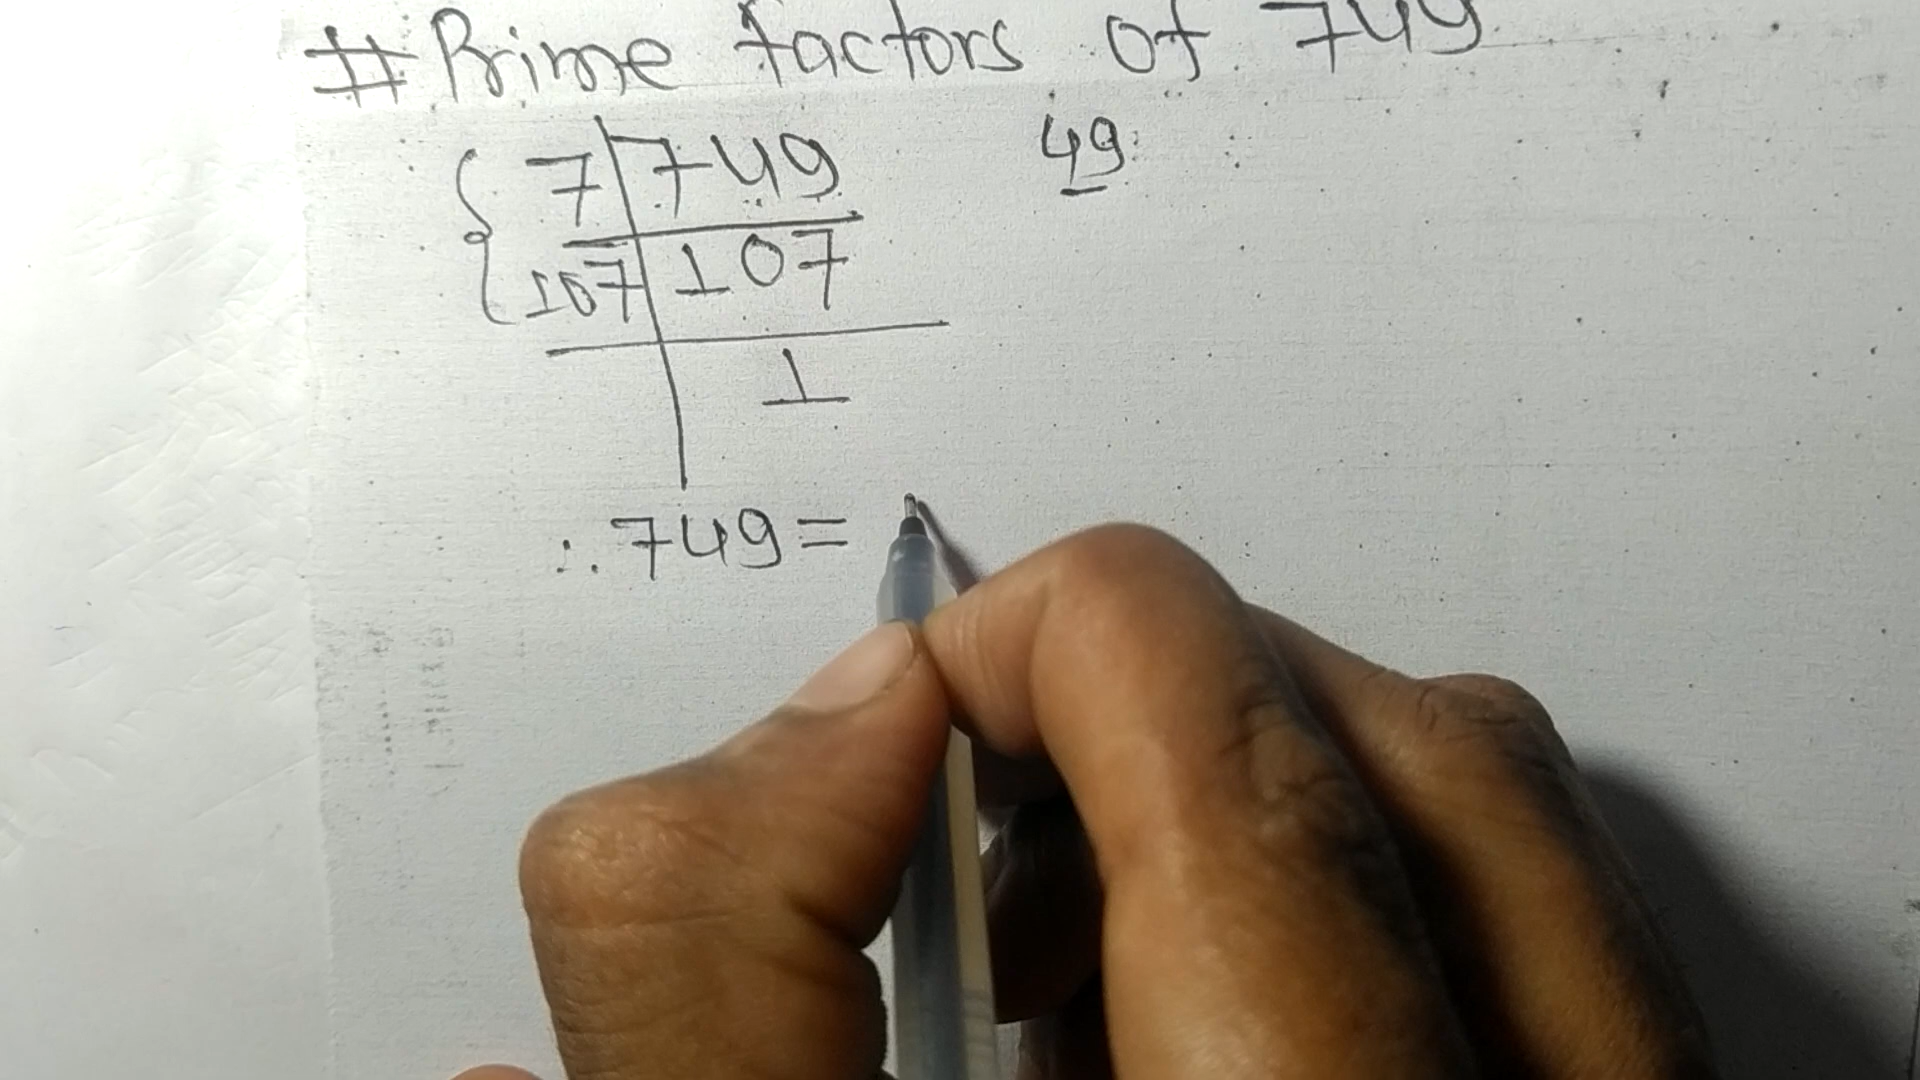 # Prime factors of 749
7 749 49
107 107
1
∴ 749 =